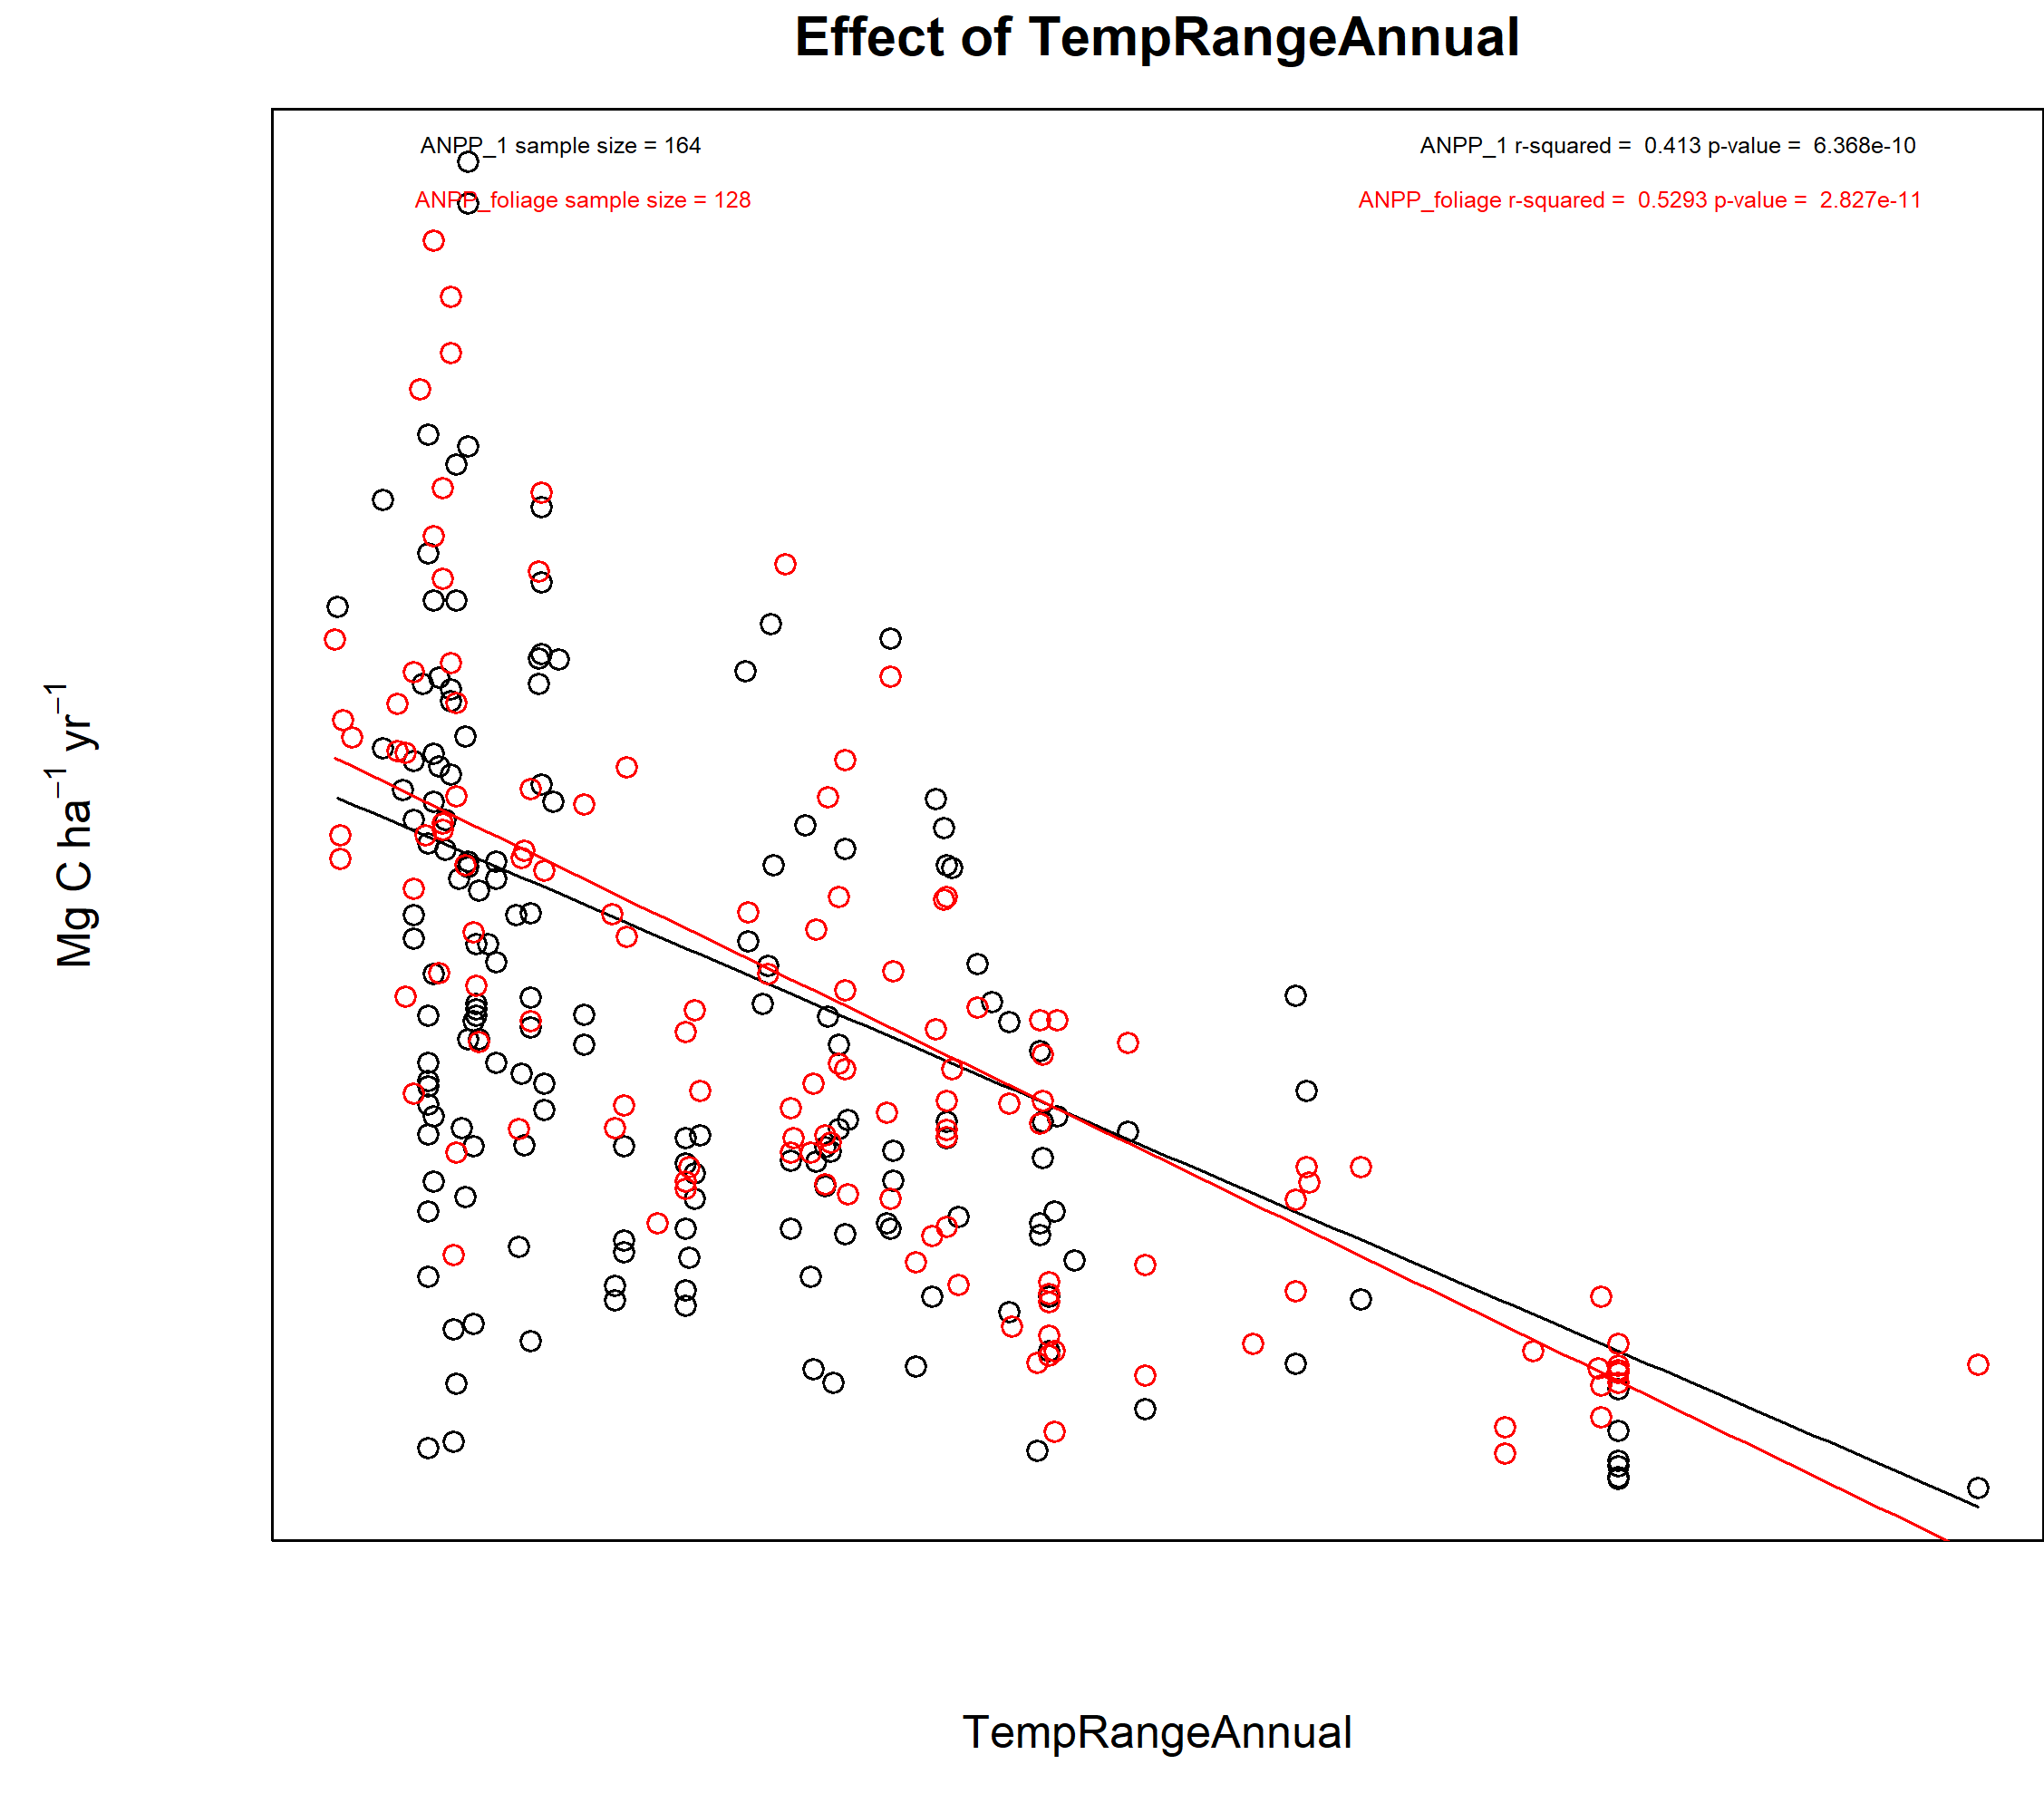 Effect of TempRangeAnnual
ANPP_1 sample size = 164
ANPP_1 r-squared =  0.413 p-value =  6.368e-10
ANPP_foliage sample size = 128
ANPP_foliage r-squared =  0.5293 p-value =  2.827e-11
Mg C ha⁻¹ yr⁻¹
TempRangeAnnual